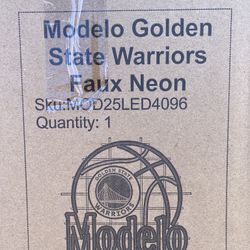 Modelo Golden
State Warriors
Faux Neon
Sku:MOD25LED4096
Quantity: 1
GOLDEN STATE
WARRIORS
Modelo